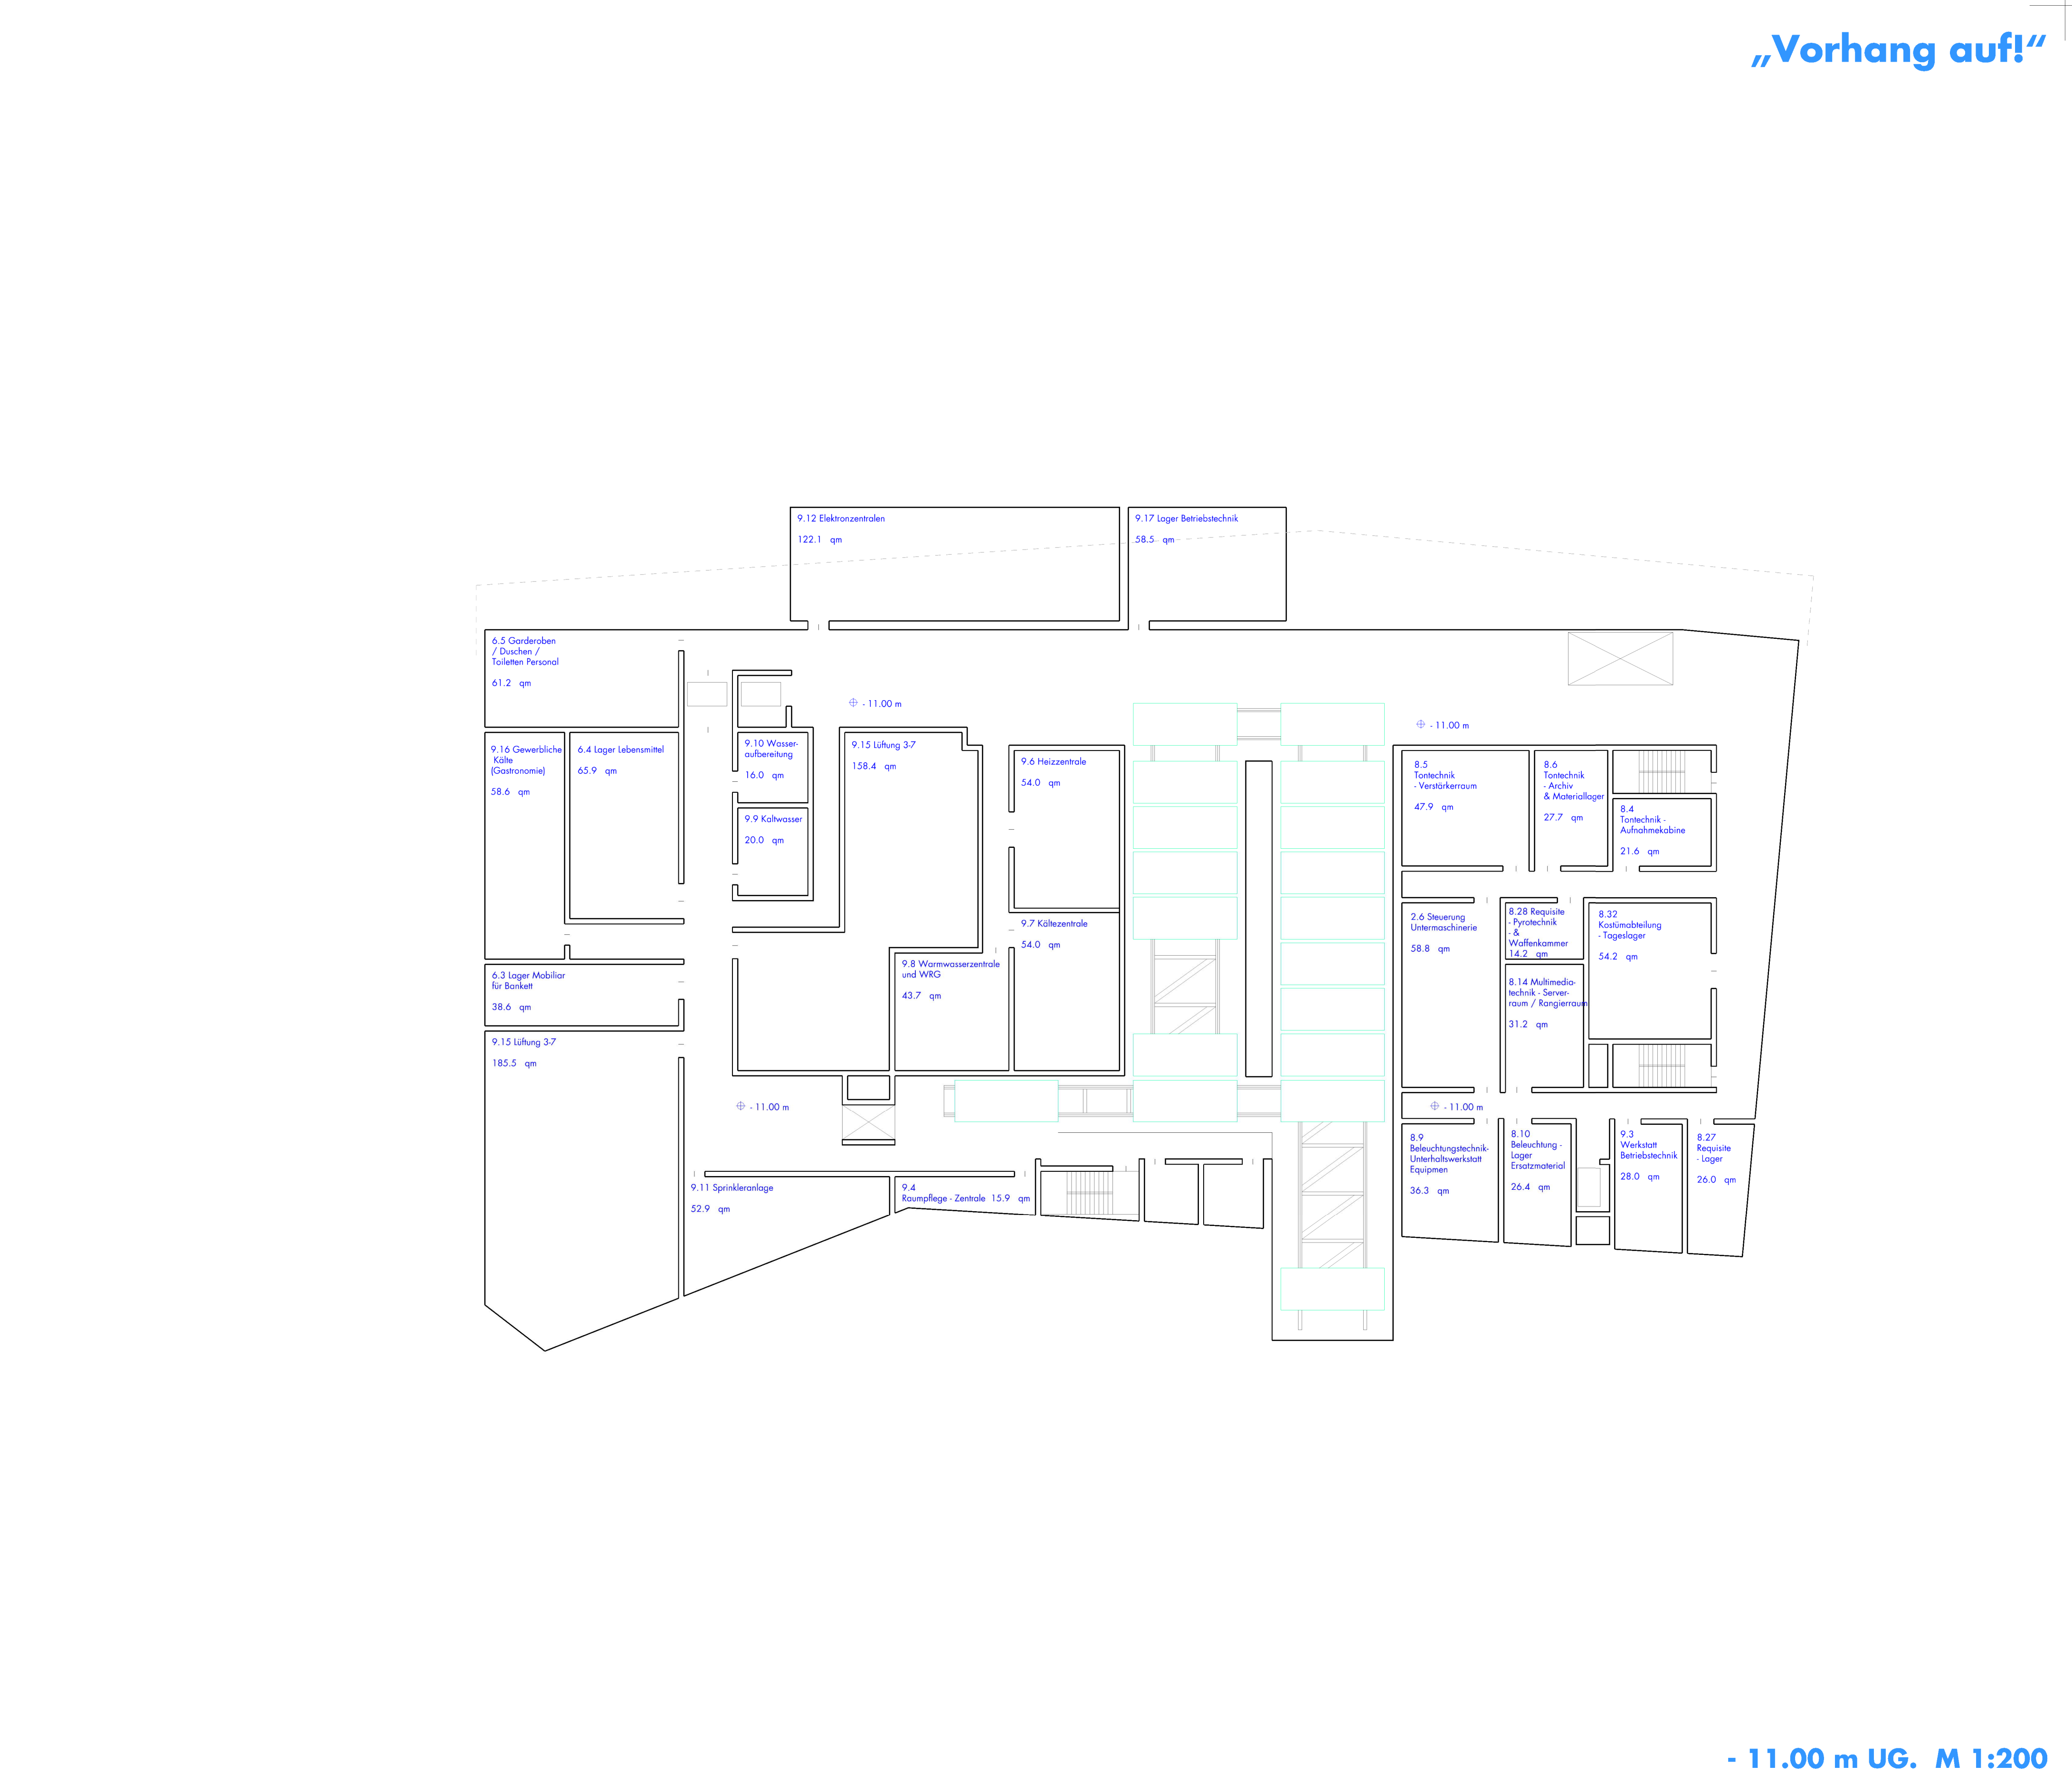 „Vorhang auf!“
9.12 Elektronzentralen
122.1 qm
9.17 Lager Betriebstechnik
58.5 qm
6.5 Garderoben
/ Duschen /
Toiletten Personal
61.2 qm
- 11.00 m
- 11.00 m
9.16 Gewerbliche
Kälte
(Gastronomie)
58.6 qm
6.4 Lager Lebensmittel
65.9 qm
9.10 Wasser-
aufbereitung
16.0 qm
9.9 Kaltwasser
20.0 qm
9.15 Lüftung 3-7
158.4 qm
9.6 Heizzentrale
54.0 qm
9.7 Kältezentrale
54.0 qm
9.8 Warmwasserzentrale
und WRG
43.7 qm
8.5
Tontechnik
- Verstärkerraum
47.9 qm
8.6
Tontechnik
- Archiv
& Materiallager
27.7 qm
8.4
Tontechnik -
Aufnahmekabine
21.6 qm
2.6 Steuerung
Untermaschinerie
58.8 qm
8.28 Requisite
- Pyrotechnik
- &
Waffenkammer
14.2 qm
8.32
Kostümabteilung
- Tageslager
54.2 qm
8.14 Multimedia-
technik - Server-
raum / Rangierraum
31.2 qm
6.3 Lager Mobiliar
für Bankett
38.6 qm
9.15 Lüftung 3-7
185.5 qm
- 11.00 m
- 11.00 m
9.11 Sprinkleranlage
52.9 qm
9.4
Raumpflege - Zentrale 15.9 qm
8.9
Beleuchtungstechnik-
Unterhaltswerkstatt
Equipmen
36.3 qm
8.10
Beleuchtung -
Lager
Ersatzmaterial
26.4 qm
9.3
Werkstatt
Betriebstechnik
28.0 qm
8.27
Requisite
- Lager
26.0 qm
- 11.00 m UG. M 1:200